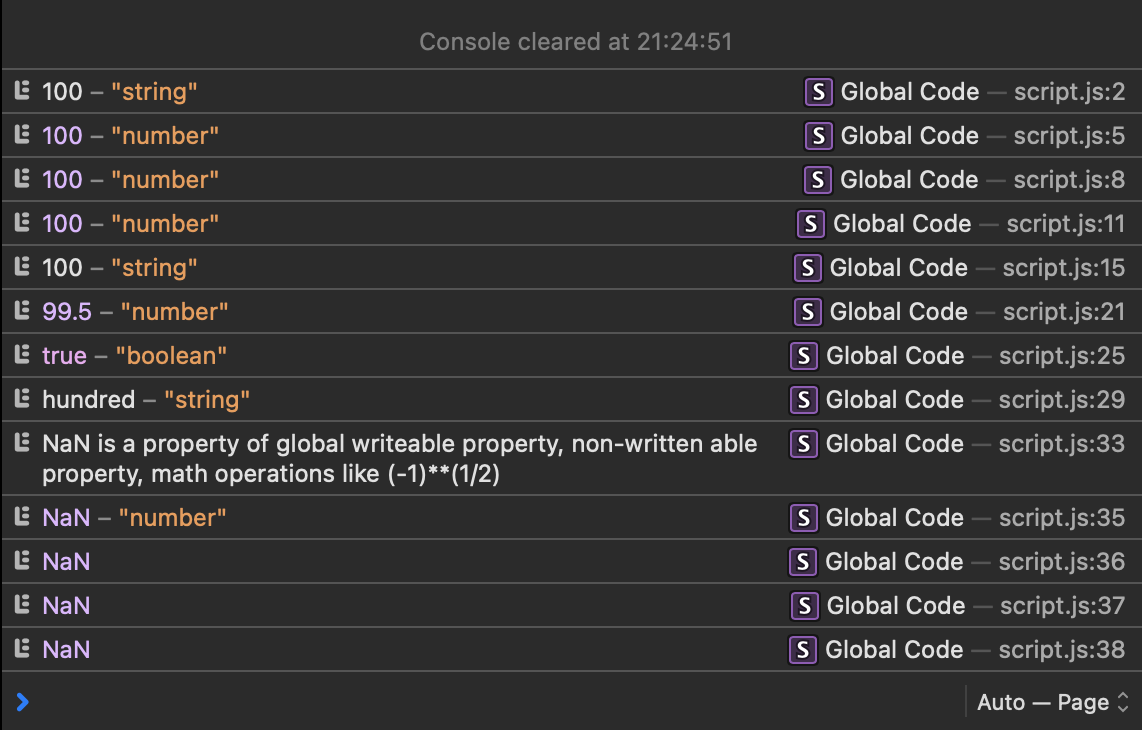 Console cleared at 21:24:51
100 – "string" S Global Code — script.js:2
100 – "number" S Global Code — script.js:5
100 – "number" S Global Code — script.js:8
100 – "number" S Global Code — script.js:11
100 – "string" S Global Code — script.js:15
99.5 – "number" S Global Code — script.js:21
true – "boolean" S Global Code — script.js:25
hundred – "string" S Global Code — script.js:29
NaN is a property of global writeable property, non-written able S Global Code — script.js:33
property, math operations like (-1)**(1/2)
NaN – "number" S Global Code — script.js:35
NaN S Global Code — script.js:36
NaN S Global Code — script.js:37
NaN S Global Code — script.js:38
Auto — Page